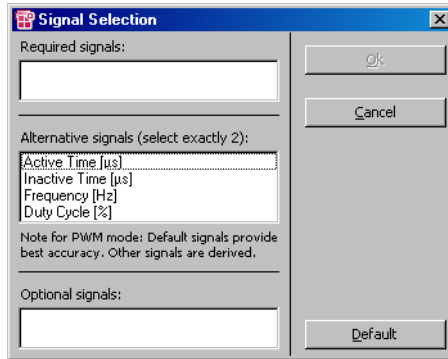 Signal Selection
Required signals:
Ok
Cancel
Alternative signals (select exactly 2):
Active Time [µs]
Inactive Time [µs]
Frequency [Hz]
Duty Cycle [%]
Note for PWM mode: Default signals provide
best accuracy. Other signals are derived.
Optional signals:
Default